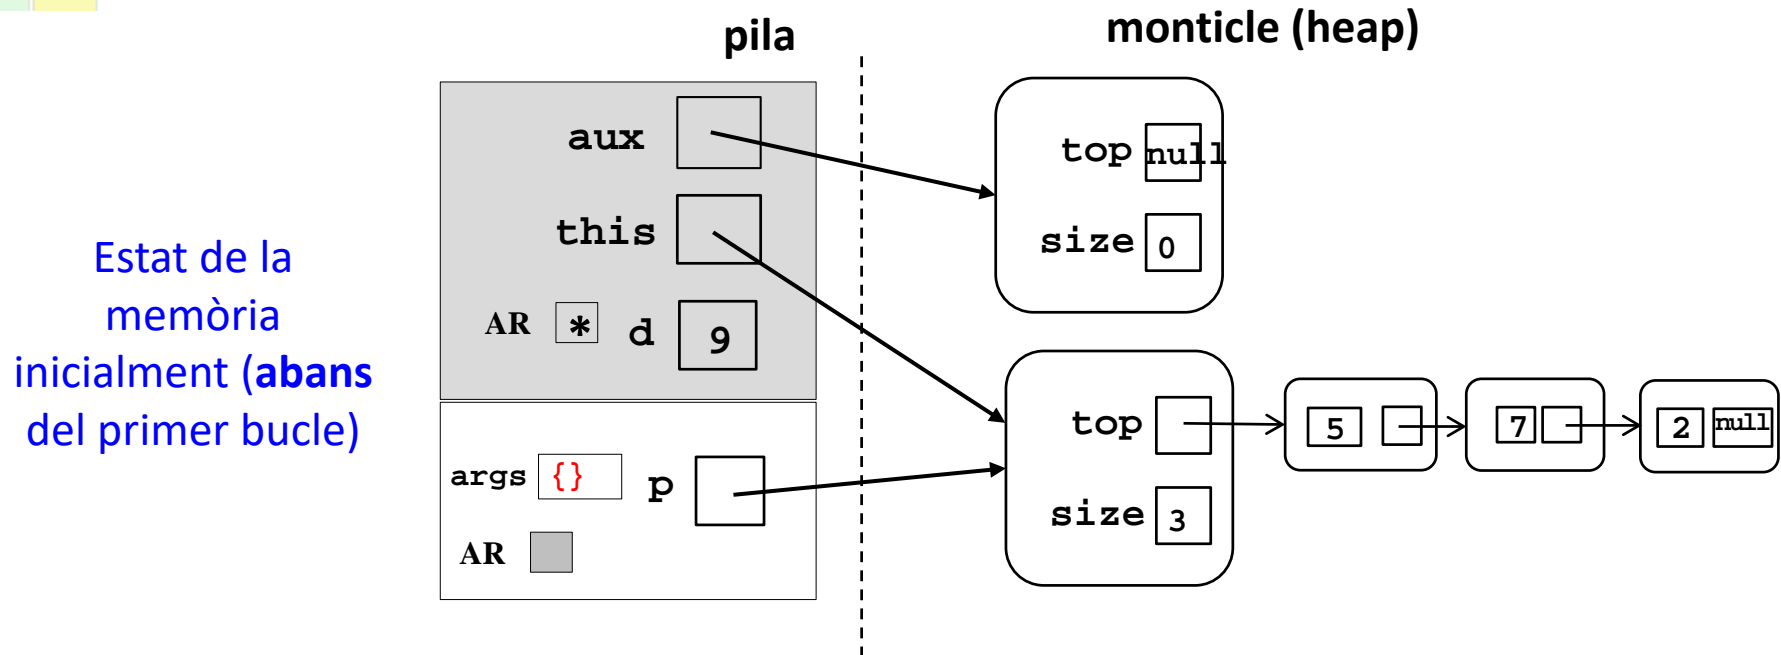 pila
monticle (heap)
Estat de la
memòria
inicialment (abans
del primer bucle)
aux
this
AR * d 9
args {} p
AR
top null
size 0
top
size 3
5
7
2 null